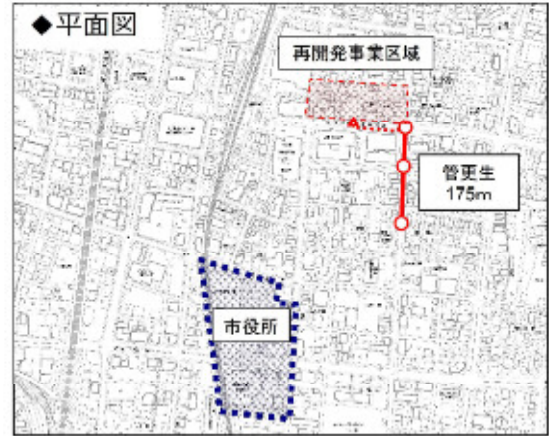 ◆平面図
再開発事業区域
管更生
175m
市役所